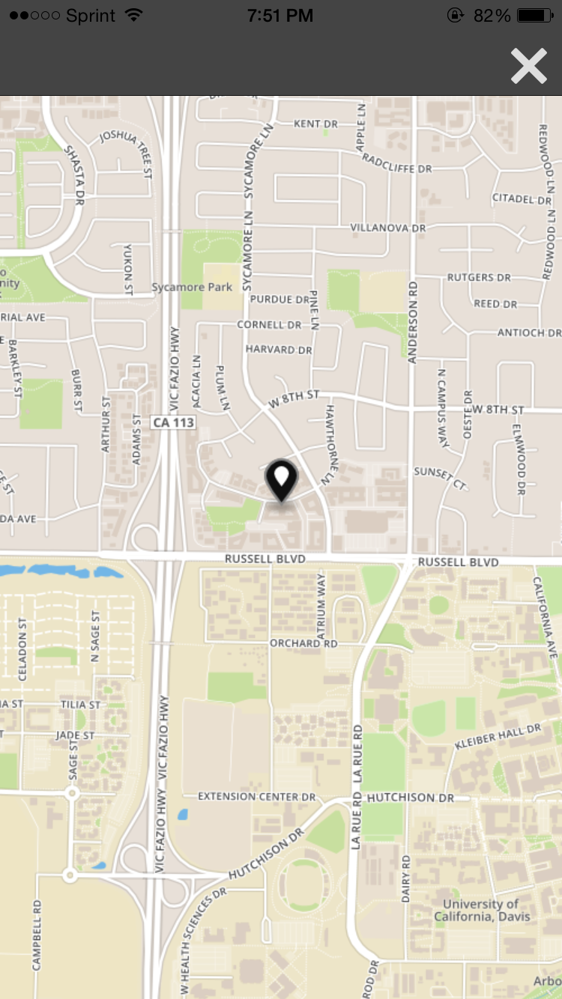 Sprint
7:51 PM
82%
KENT DR
APPLE LN
JOSHUA TREE ST
SHASTA DR
SYCAMORE LN
RADCLIFFE DR
REDWOOD LN
CITADEL DR
VILLANOVA DR
SYCAMORE LN
REDWOOD LN
YUKON ST
Sycamore Park
RUTGERS DR
PURDUE DR
PINE LN
ANDERSON RD
REED DR
RIAL AVE
CORNELL DR
ANTIOCH DR
HARVARD DR
VIC FAZIO HWY
BARKLEY ST
BURR ST
ACACIA LN
PLUM LN
N CAMPUS WAY
OESTE DR
W 8TH ST
W 8TH ST
ARTHUR ST
ADAMS ST
CA 113
HAWTHORNE LN
ELMWOOD DR
SUNSET CT
DA AVE
RUSSELL BLVD
RUSSELL BLVD
CELADON ST
N SAGE ST
ATRIUM WAY
CALIFORNIA AVE
ORCHARD RD
IA ST
TILIA ST
VIC FAZIO HWY
JADE ST
SAGE ST
LA RUE RD
KLEIBER HALL DR
EXTENSION CENTER DR
HUTCHISON DR
VIC FAZIO HWY
LA RUE RD
HUTCHISON DR
DAIRY RD
W HEALTH SCIENCES DR
CAMPBELL RD
University of
California, Davis
ROD DR
Arbo